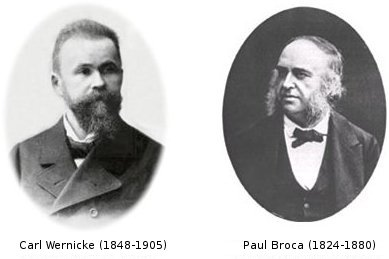 Carl Wernicke (1848-1905)
Paul Broca (1824-1880)